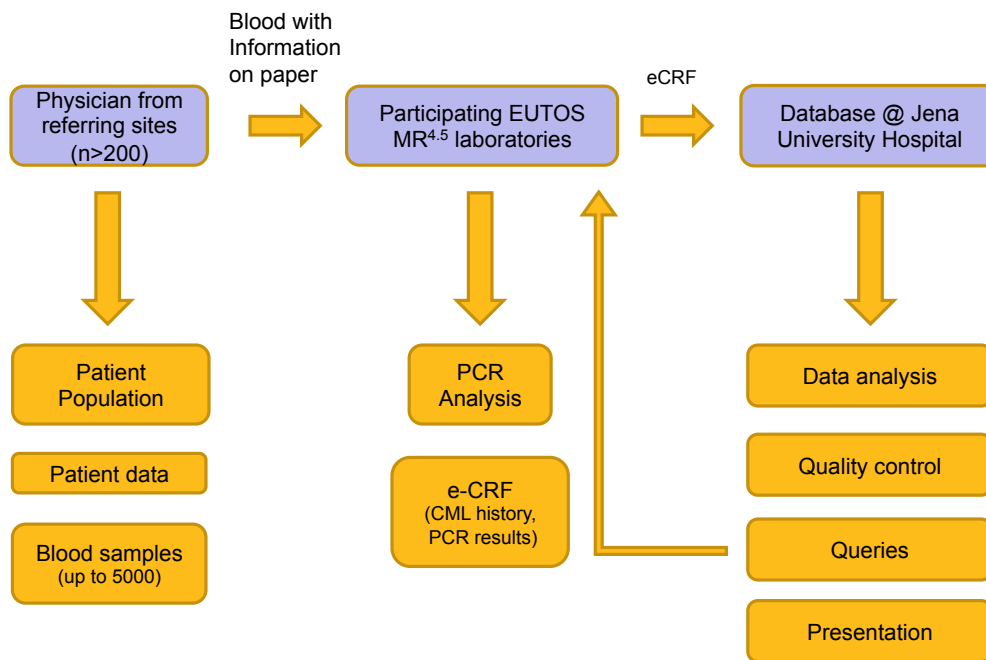 Blood with
Information
on paper
eCRF
Physician from
referring sites
(n>200)
Participating EUTOS
MR⁴·⁵ laboratories
Database @ Jena
University Hospital
Patient
Population
Patient data
Blood samples
(up to 5000)
PCR
Analysis
e-CRF
(CML history,
PCR results)
Data analysis
Quality control
Queries
Presentation